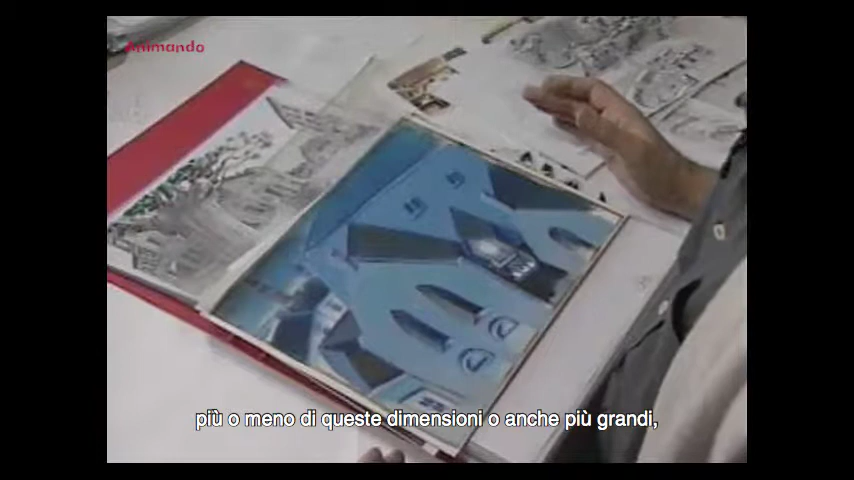 Animando
più o meno di queste dimensioni o anche più grandi,